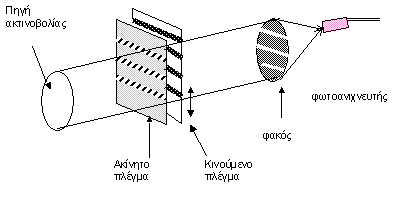 Πηγή
ακτινοβολίας
φωτοανιχνευτής
φακός
Ακίνητο
πλέγμα
Κινούμενο
πλέγμα